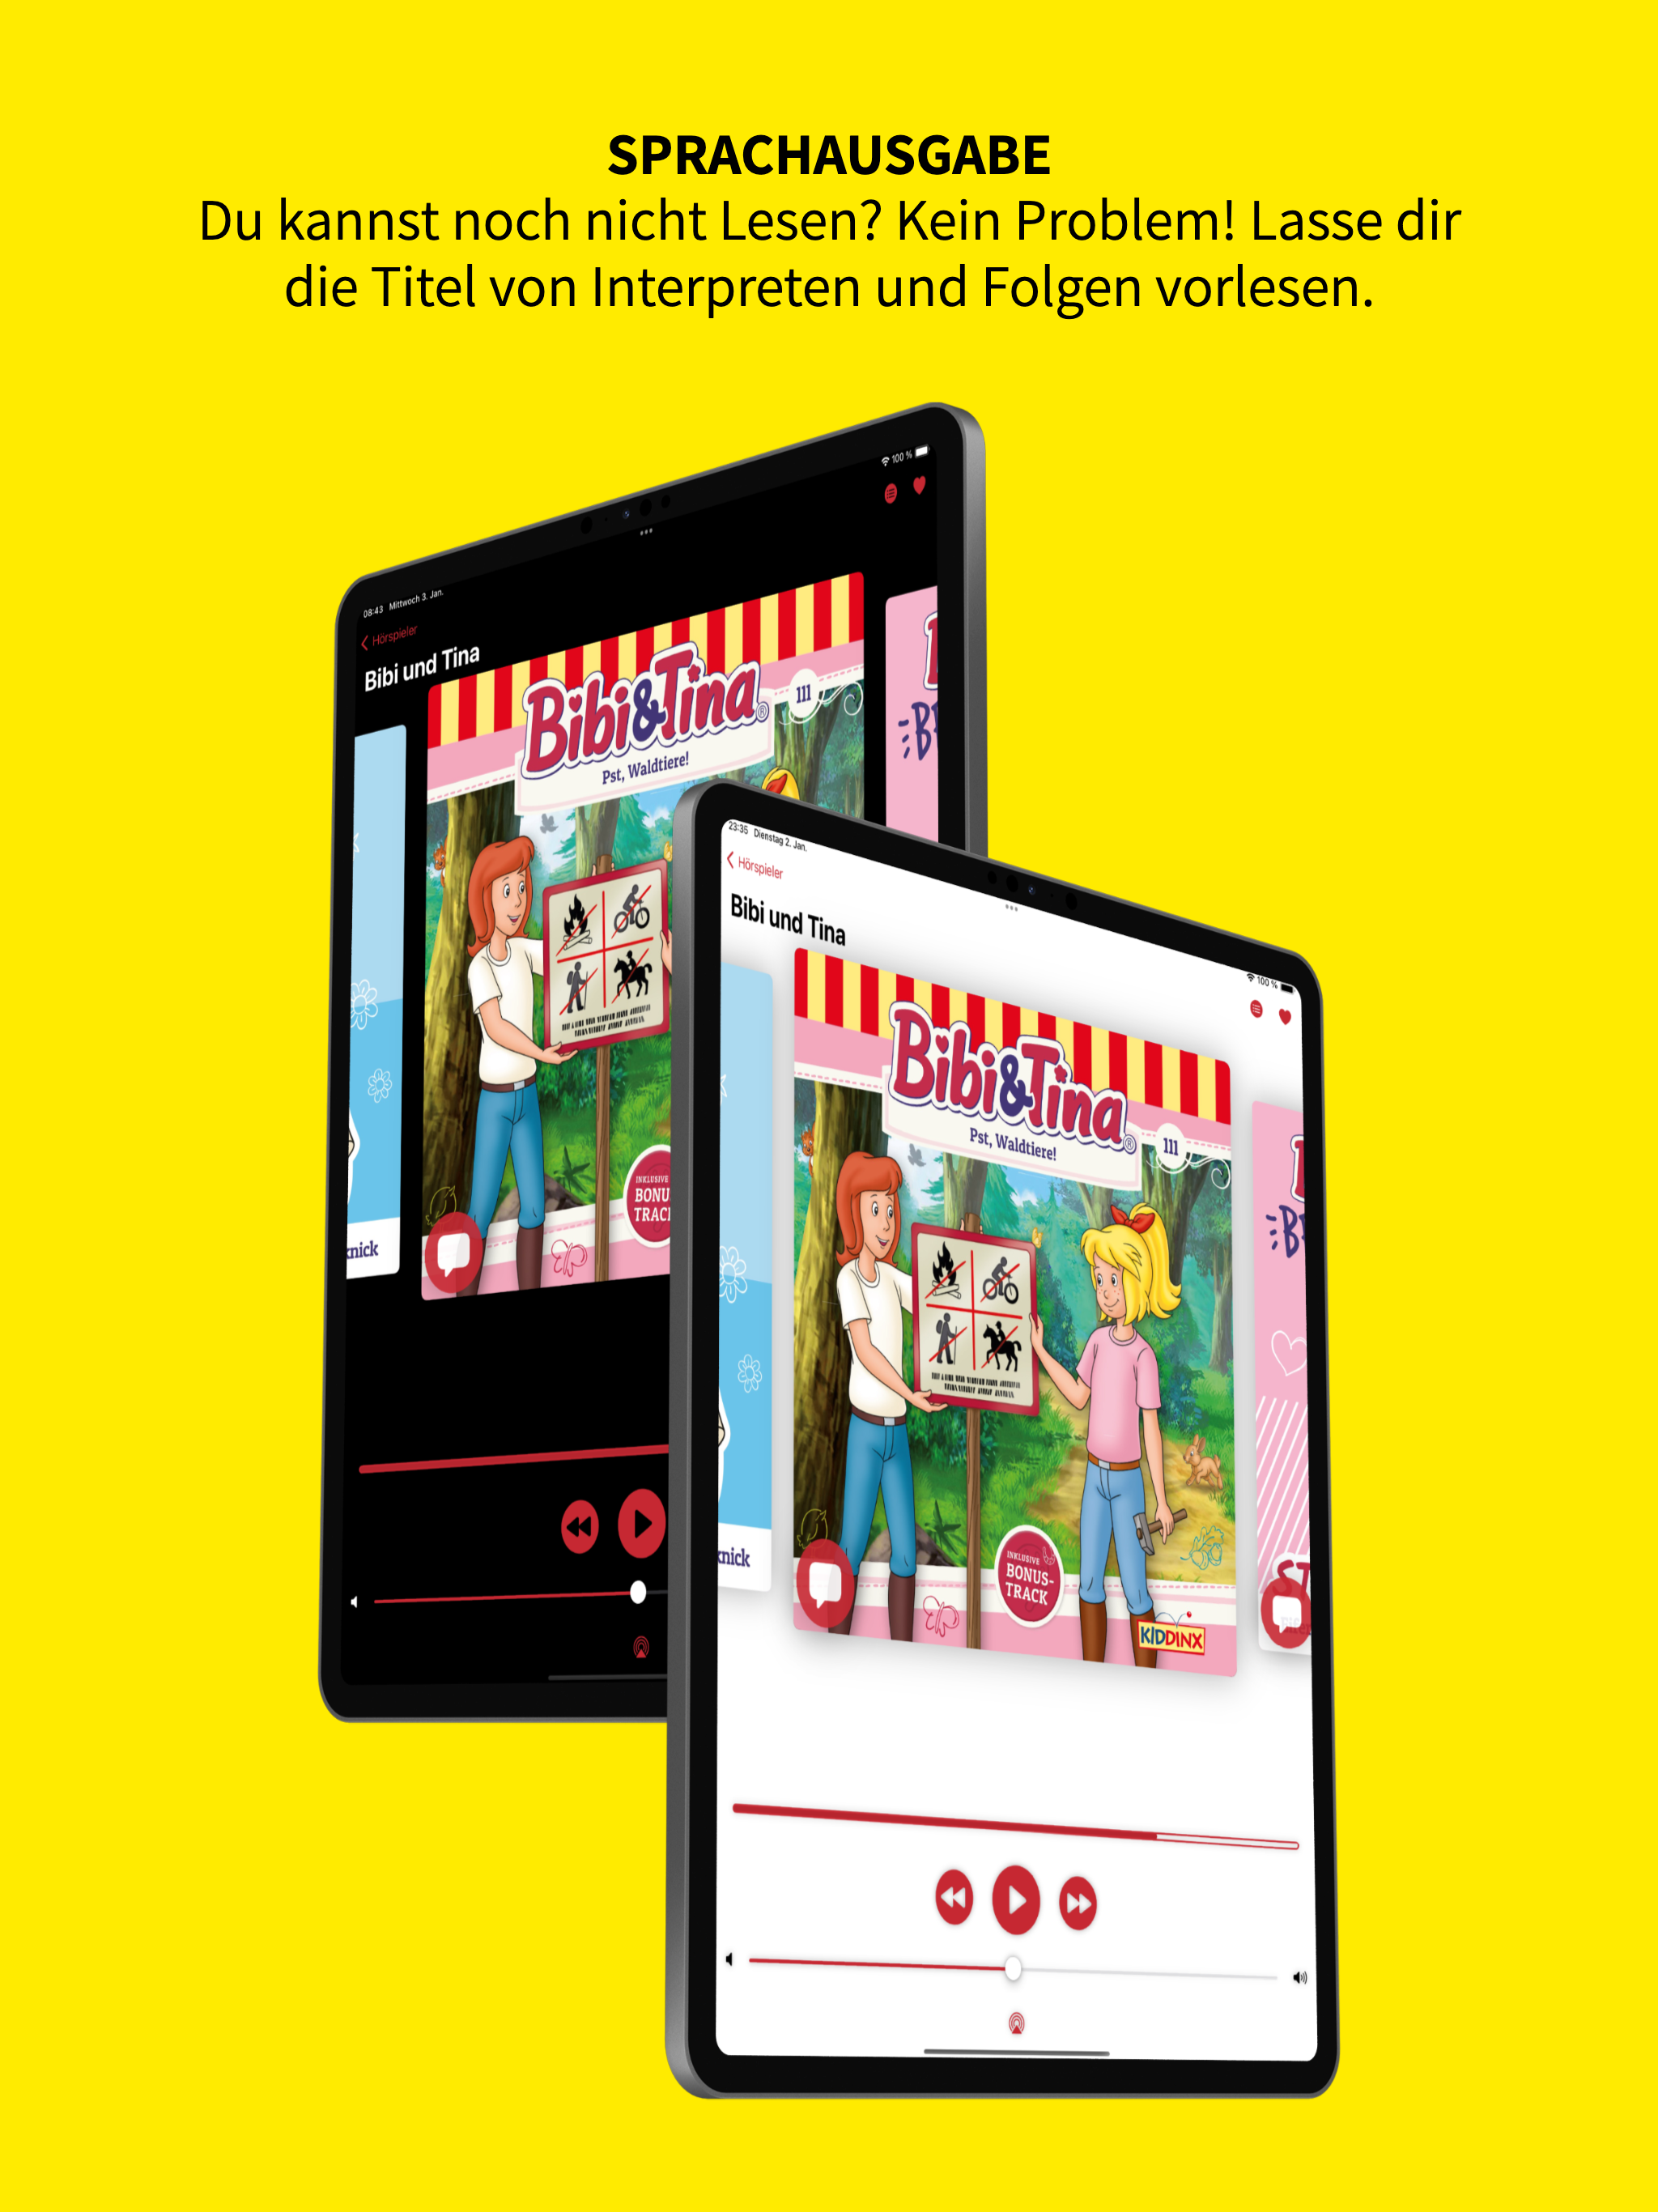 SPRACHAUSGABE
Du kannst noch nicht Lesen? Kein Problem! Lasse dir
die Titel von Interpreten und Folgen vorlesen.
08:43 Mittwoch 3. Jan.
100 %
Hörspieler
Bibi und Tina
Bibi&Tina®
111
Pst, Waldtiere!
INKLUSIVE
BONU
TRAC
knick
23:35 Dienstag 2. Jan.
100 %
Hörspieler
Bibi und Tina
Bibi&Tina®
111
Pst, Waldtiere!
INKLUSIVE
BONUS-
TRACK
KIDDINX
knick